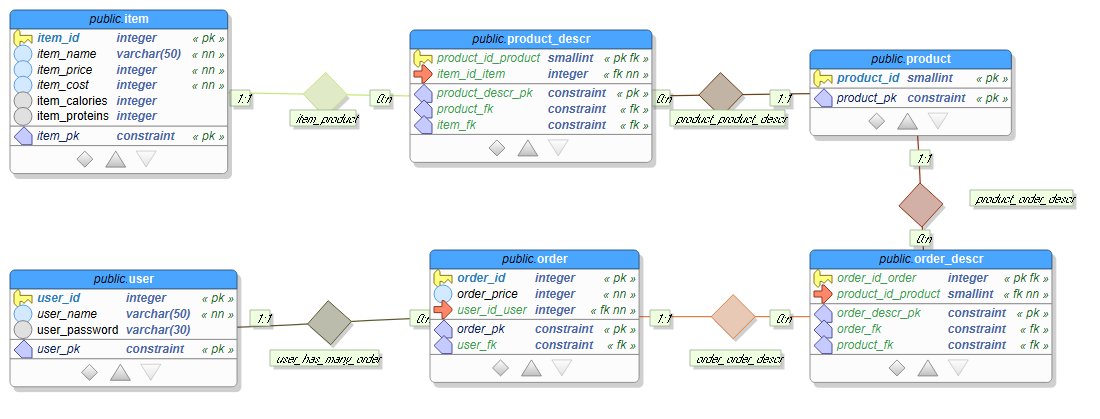 public.item
item_id integer « pk »
item_name varchar(50) « nn »
item_price integer « nn »
item_cost integer « nn »
item_calories integer
item_proteins integer
item_pk constraint « pk »
1:1
item_product
0:n
public.product_descr
product_id_product smallint « pk fk »
item_id_item integer « fk nn »
product_descr_pk constraint « pk »
product_fk constraint « fk »
item_fk constraint « fk »
0:n
product_product_descr
1:1
public.product
product_id smallint « pk »
product_pk constraint « pk »
1:1
product_order_descr
0:n
public.user
user_id integer « pk »
user_name varchar(50) « nn »
user_password varchar(30)
user_pk constraint « pk »
1:1
user_has_many_order
0:n
public.order
order_id integer « pk »
order_price integer « nn »
user_id_user integer « fk nn »
order_pk constraint « pk »
user_fk constraint « fk »
1:1
order_order_descr
0:n
public.order_descr
order_id_order integer « pk fk »
product_id_product smallint « fk nn »
order_descr_pk constraint « pk »
order_fk constraint « fk »
product_fk constraint « fk »